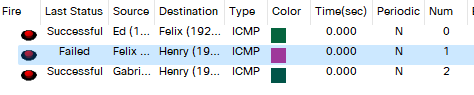 Fire Last Status Source Destination Type Color Time(sec) Periodic Num
Successful Ed (1... Felix (192... ICMP 0.000 N 0
Failed Felix ... Henry (19... ICMP 0.000 N 1
Successful Gabri... Henry (19... ICMP 0.000 N 2